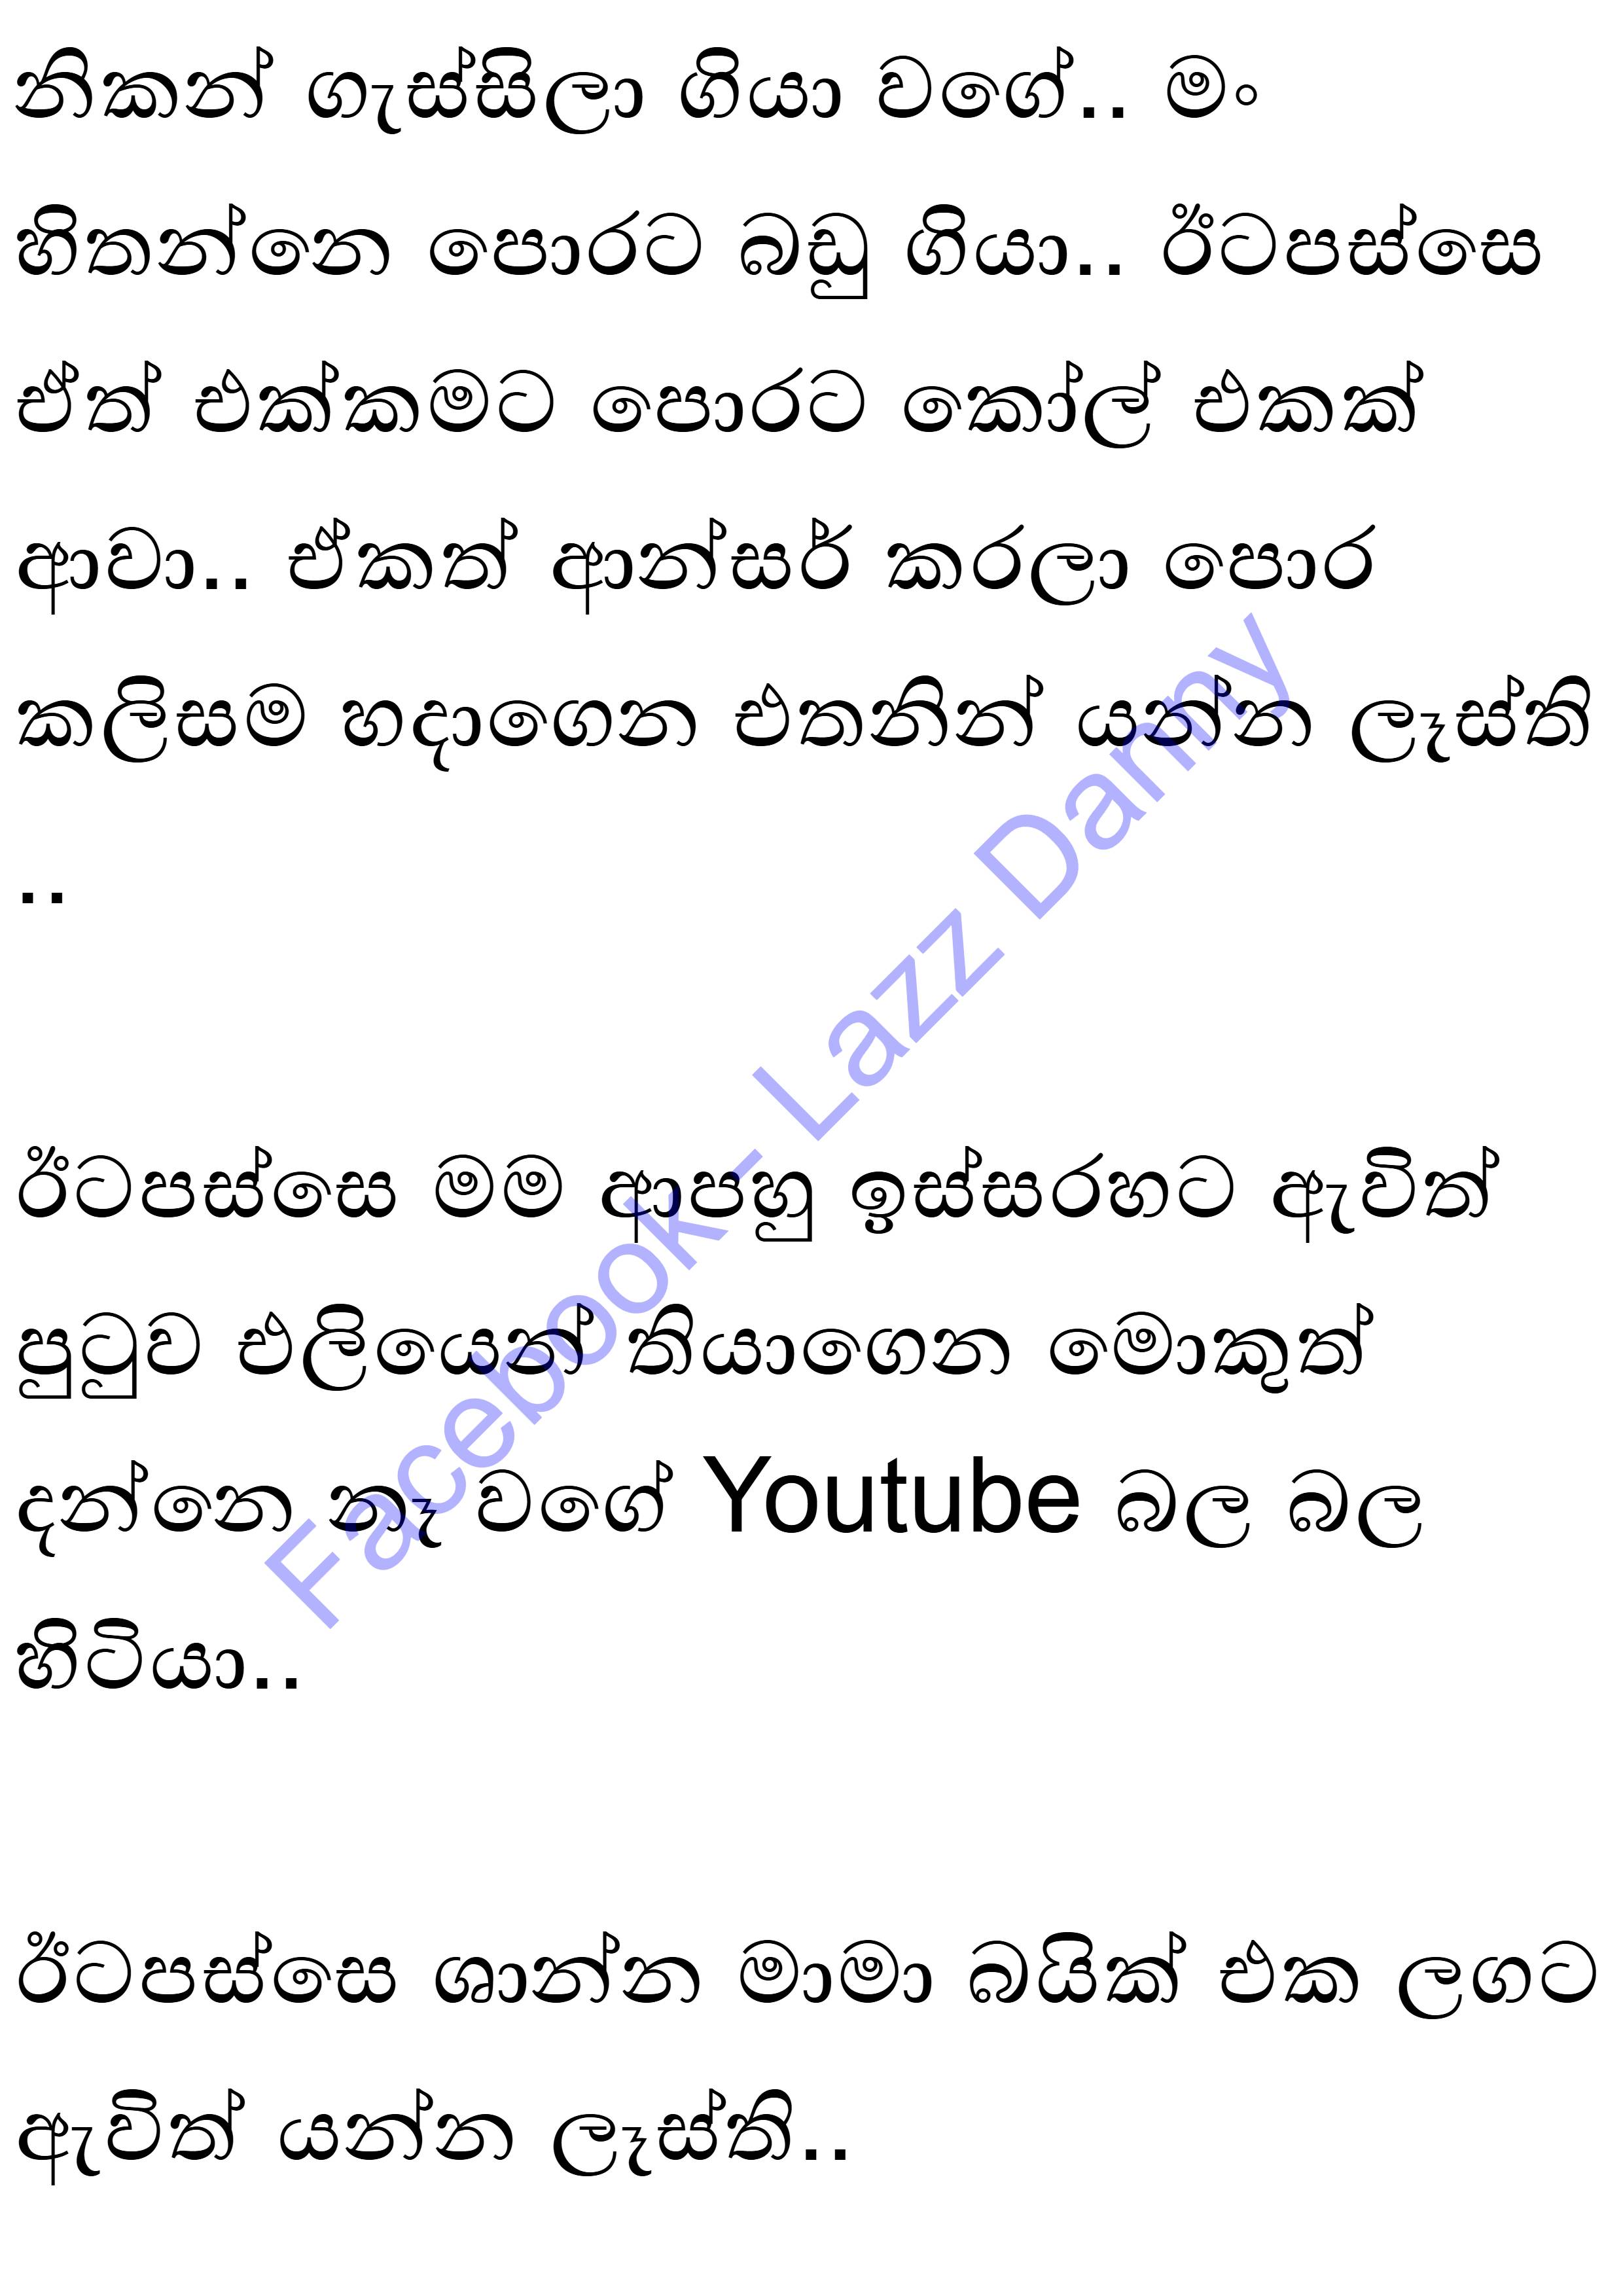 නිකන් ගැස්සිලා ගියා වගේ.. මං
හිතන්නෙ පොරට බඩු ගියා.. ඊටපස්සෙ
ඒත් එක්කමට පොරට කෝල් එකක්
ආවා.. ඒකත් ආන්සර් කරලා පොර
කලිසම හදාගෙන එතනින් යන්න ලෑස්ති
..
ඊටපස්සෙ මම ආපහු ඉස්සරහට ඇවිත්
පුටුව එලියෙන් තියාගෙන මොකුත්
දන්නෙ නෑ වගේ Youtube බල බල
හිටියා..
ඊටපස්සෙ ශාන්ත මාමා බයික් එක ලගට
ඇවිත් යන්න ලෑස්ති..
Facebook - Lazz Danny